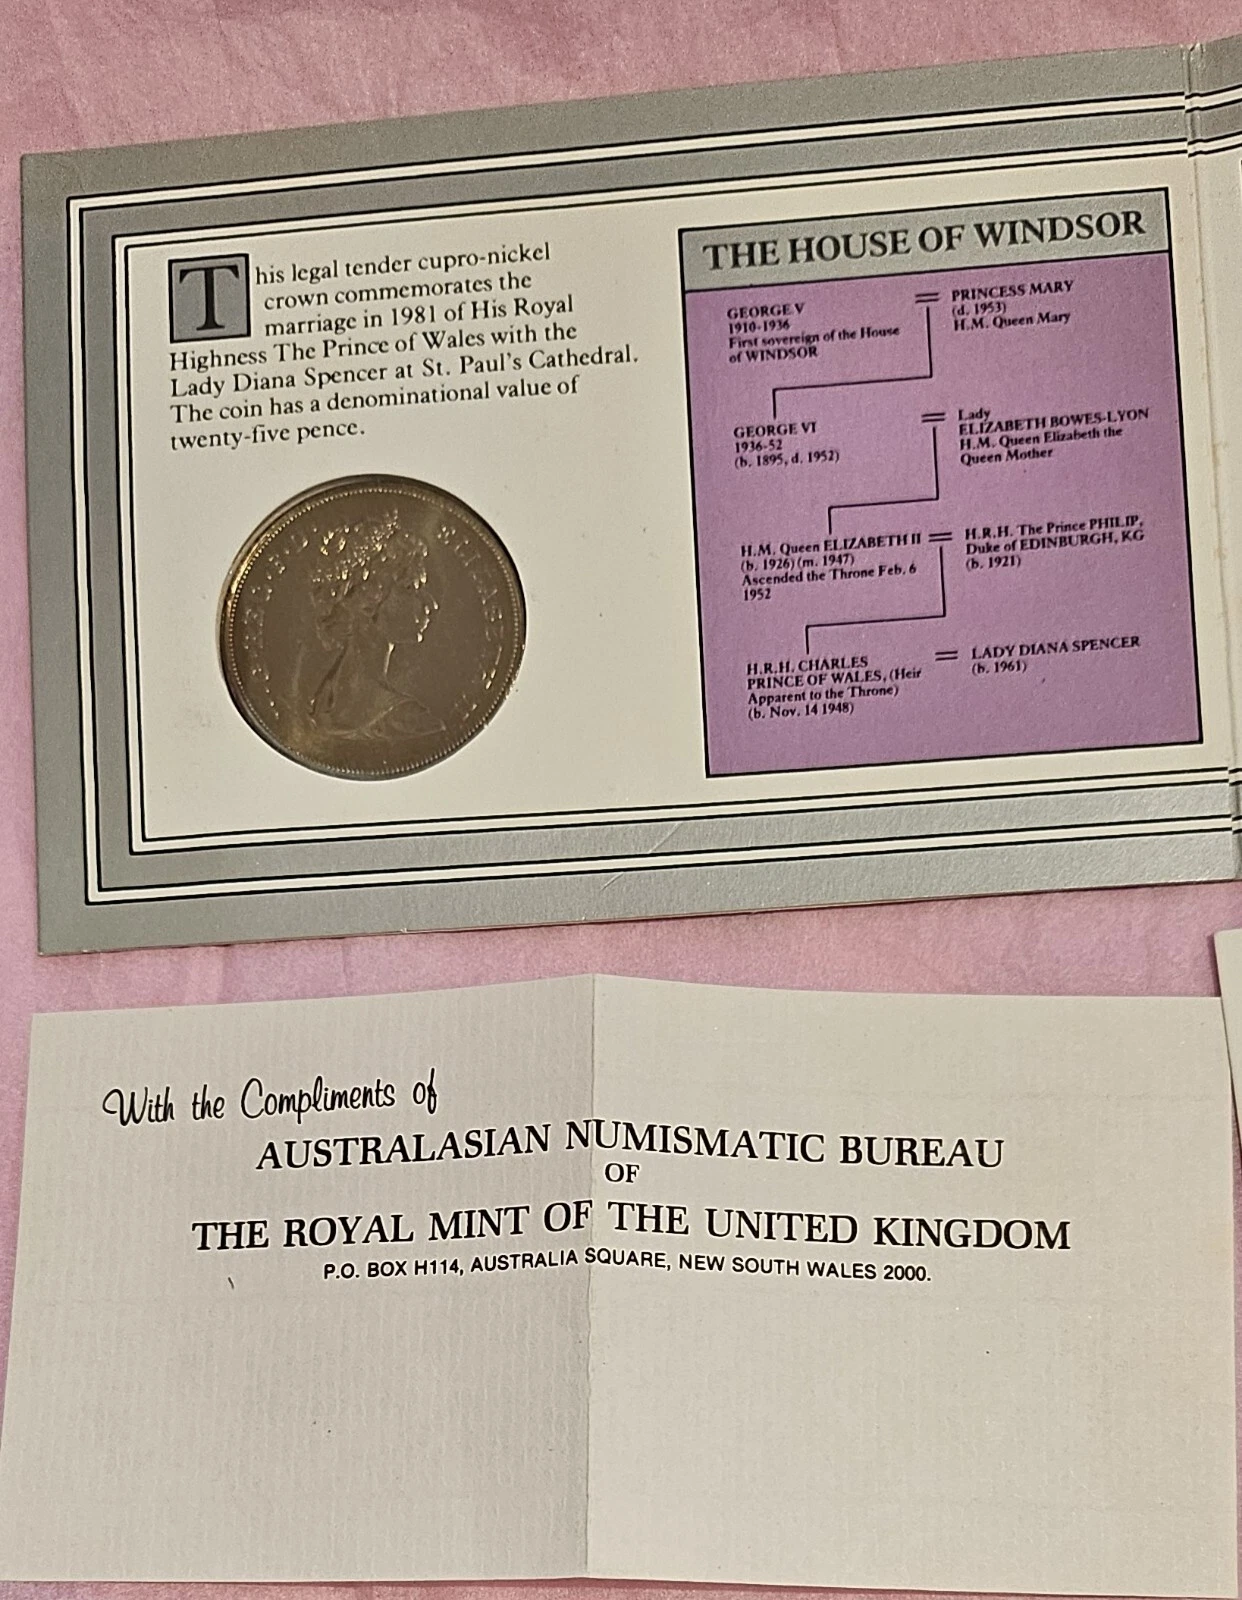 This legal tender cupro-nickel
crown commemorates the
marriage in 1981 of His Royal
Highness The Prince of Wales with the
Lady Diana Spencer at St. Paul's Cathedral.
The coin has a denominational value of
twenty-five pence.
THE HOUSE OF WINDSOR
GEORGE V
1910-1936
First sovereign of the House
of WINDSOR
=
PRINCESS MARY
(d. 1953)
H.M. Queen Mary
GEORGE VI
1936-52
(b. 1895, d. 1952)
=
Lady
ELIZABETH BOWES-LYON
H.M. Queen Elizabeth the
Queen Mother
H.M. Queen ELIZABETH II
(b. 1926) (m. 1947)
Ascended the Throne Feb. 6
1952
=
H.R.H. The Prince PHILIP,
Duke of EDINBURGH, KG
(b. 1921)
H.R.H. CHARLES
PRINCE OF WALES, (Heir
Apparent to the Throne)
(b. Nov. 14 1948)
=
LADY DIANA SPENCER
(b. 1961)
ELIZABETH II
With the Compliments of
AUSTRALASIAN NUMISMATIC BUREAU
OF
THE ROYAL MINT OF THE UNITED KINGDOM
P.O. BOX H114, AUSTRALIA SQUARE, NEW SOUTH WALES 2000.